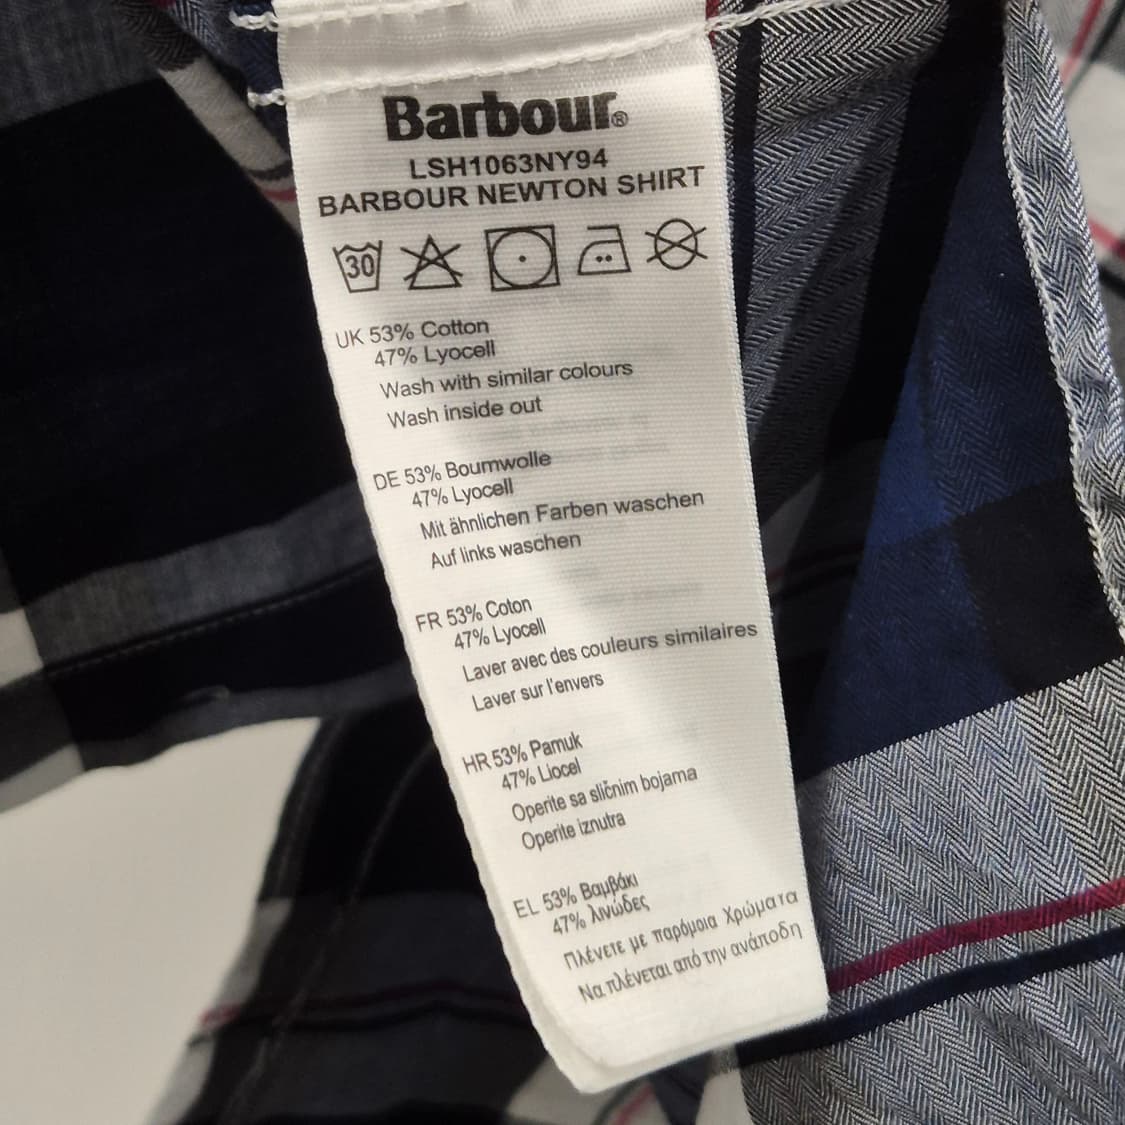 Barbour®
LSH1063NY94
BARBOUR NEWTON SHIRT
30
UK 53% Cotton
47% Lyocell
Wash with similar colours
Wash inside out
DE 53% Boumwolle
47% Lyocell
Mit ähnlichen Farben waschen
Auf links waschen
FR 53% Coton
47% Lyocell
Laver avec des couleurs similaires
Laver sur l'envers
HR 53% Pamuk
47% Liocel
Operite sa sličnim bojama
Operite iznutra
EL 53% Βαμβάκι
47% λινώδες
Πλένετε με παρόμοια Χρώματα
Να πλένεται από την ανάποδη